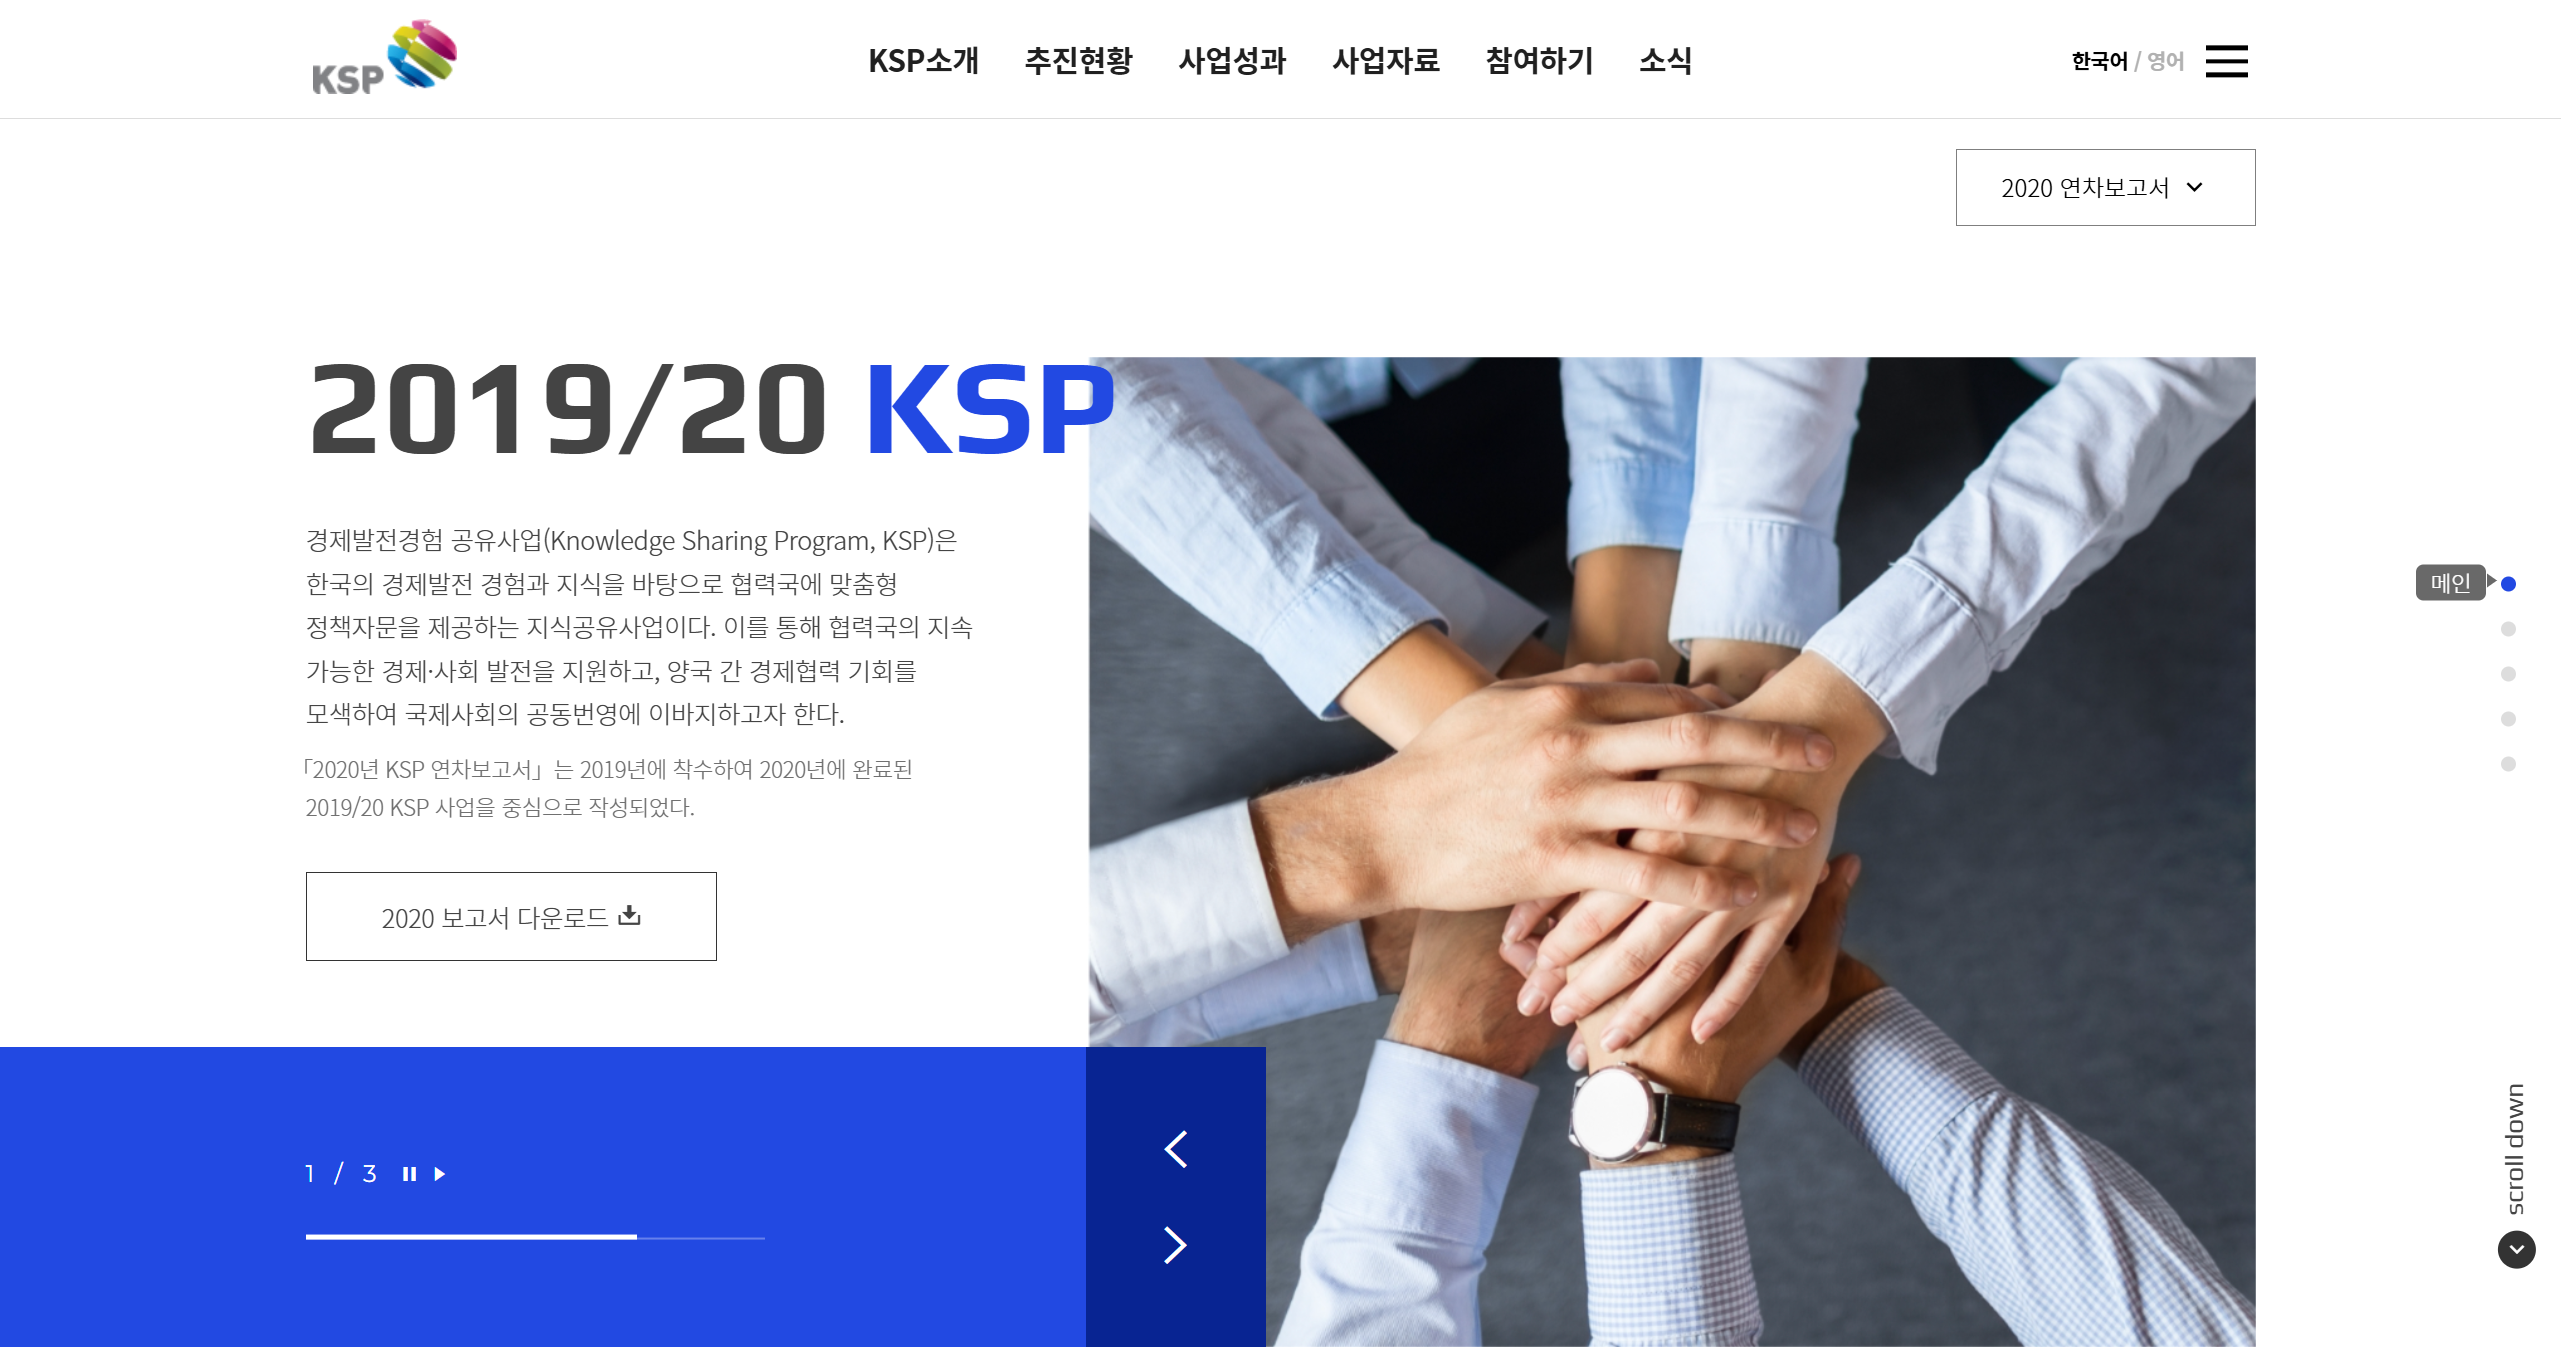 KSP
KSP소개 추진현황 사업성과 사업자료 참여하기 소식
한국어 / 영어
2020 연차보고서
2019/20 KSP
경제발전경험 공유사업(Knowledge Sharing Program, KSP)은
한국의 경제발전 경험과 지식을 바탕으로 협력국에 맞춤형
정책자문을 제공하는 지식공유사업이다. 이를 통해 협력국의 지속
가능한 경제·사회 발전을 지원하고, 양국 간 경제협력 기회를
모색하여 국제사회의 공동번영에 이바지하고자 한다.
「2020년 KSP 연차보고서」는 2019년에 착수하여 2020년에 완료된
2019/20 KSP 사업을 중심으로 작성되었다.
2020 보고서 다운로드
메인
1 / 3
scroll down